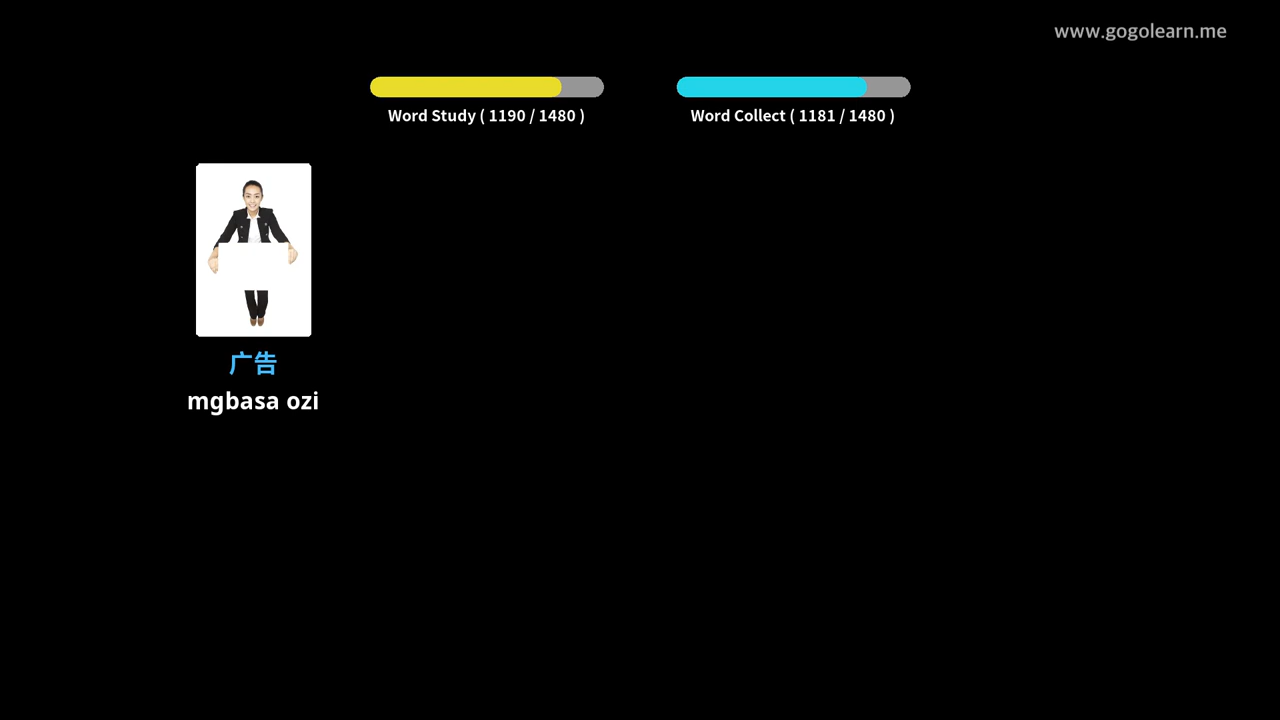 www.gogolearn.me
Word Study ( 1190 / 1480 )
Word Collect ( 1181 / 1480 )
广告
mgbasa ozi